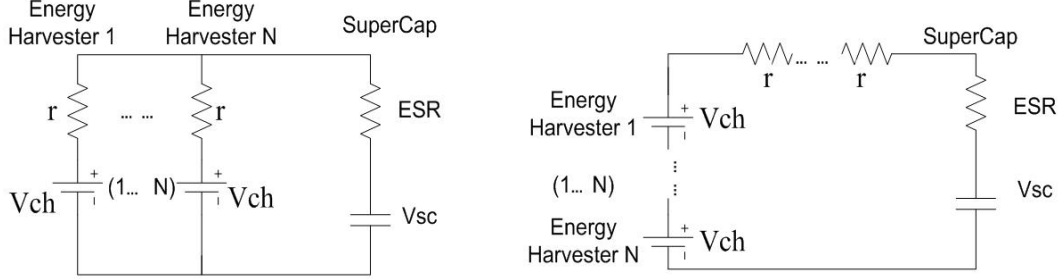 Energy
Harvester 1
Energy
Harvester N
SuperCap
r
... ...
r
ESR
Vch
+
(1... N)
+
Vch
Vsc
SuperCap
r
... ...
r
ESR
Energy
Harvester 1
+
Vch
(1... N)
...
...
Vsc
Energy
Harvester N
+
Vch